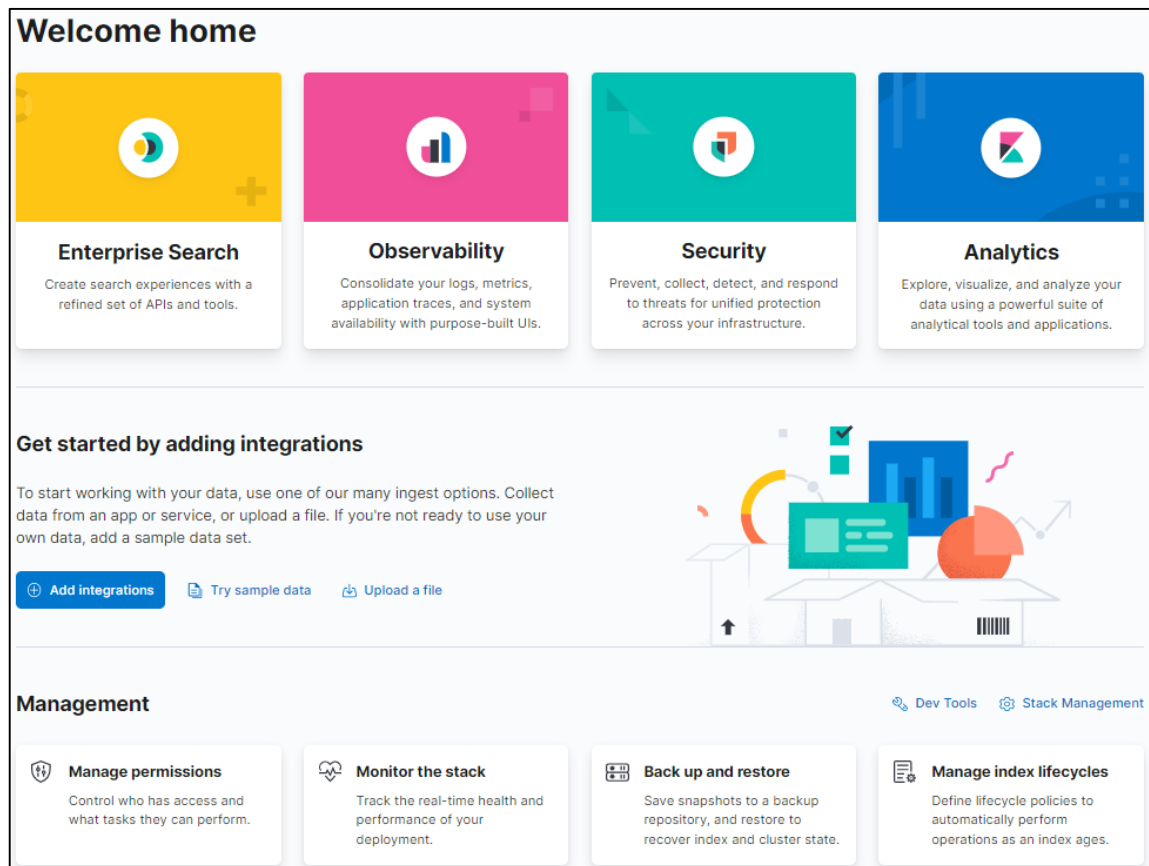 Welcome home
Enterprise Search
Create search experiences with a
refined set of APIs and tools.
Observability
Consolidate your logs, metrics,
application traces, and system
availability with purpose-built UIs.
Security
Prevent, collect, detect, and respond
to threats for unified protection
across your infrastructure.
Analytics
Explore, visualize, and analyze your
data using a powerful suite of
analytical tools and applications.
Get started by adding integrations
To start working with your data, use one of our many ingest options. Collect
data from an app or service, or upload a file. If you're not ready to use your
own data, add a sample data set.
Add integrations
Try sample data
Upload a file
Management
Dev Tools
Stack Management
Manage permissions
Control who has access and
what tasks they can perform.
Monitor the stack
Track the real-time health and
performance of your
deployment.
Back up and restore
Save snapshots to a backup
repository, and restore to
recover index and cluster state.
Manage index lifecycles
Define lifecycle policies to
automatically perform
operations as an index ages.